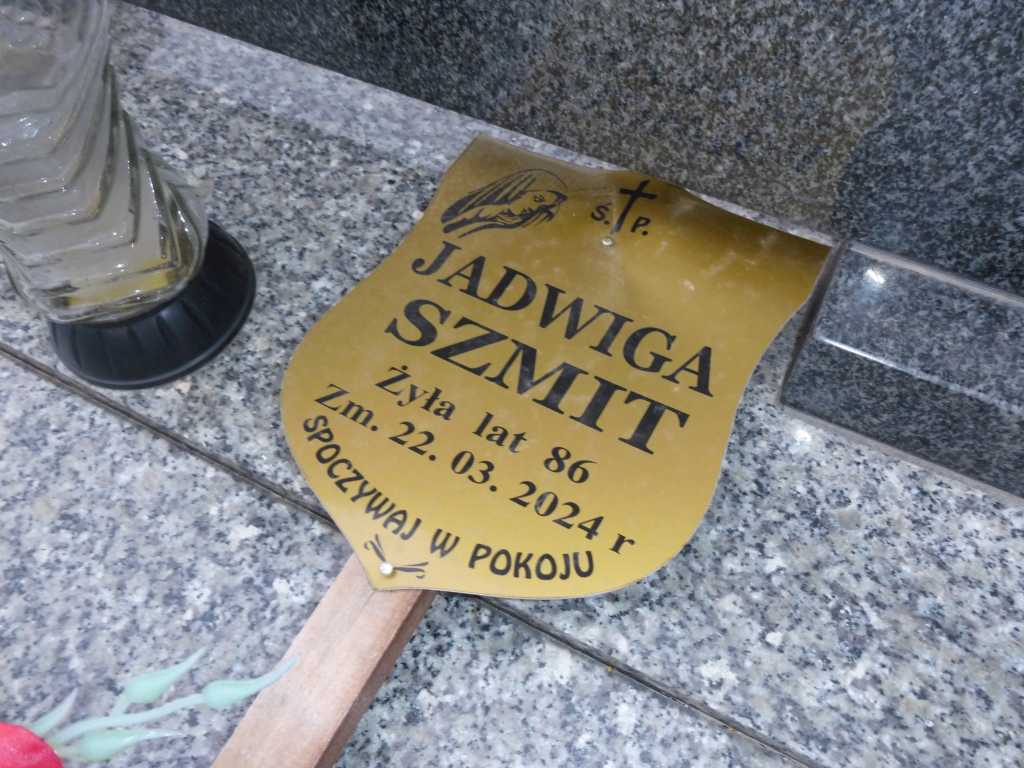 Ś. P.
JADWIGA
SZMIT
Żyła lat 86
Zm. 22. 03. 2024 r
SPOCZYWAJ W POKOJU